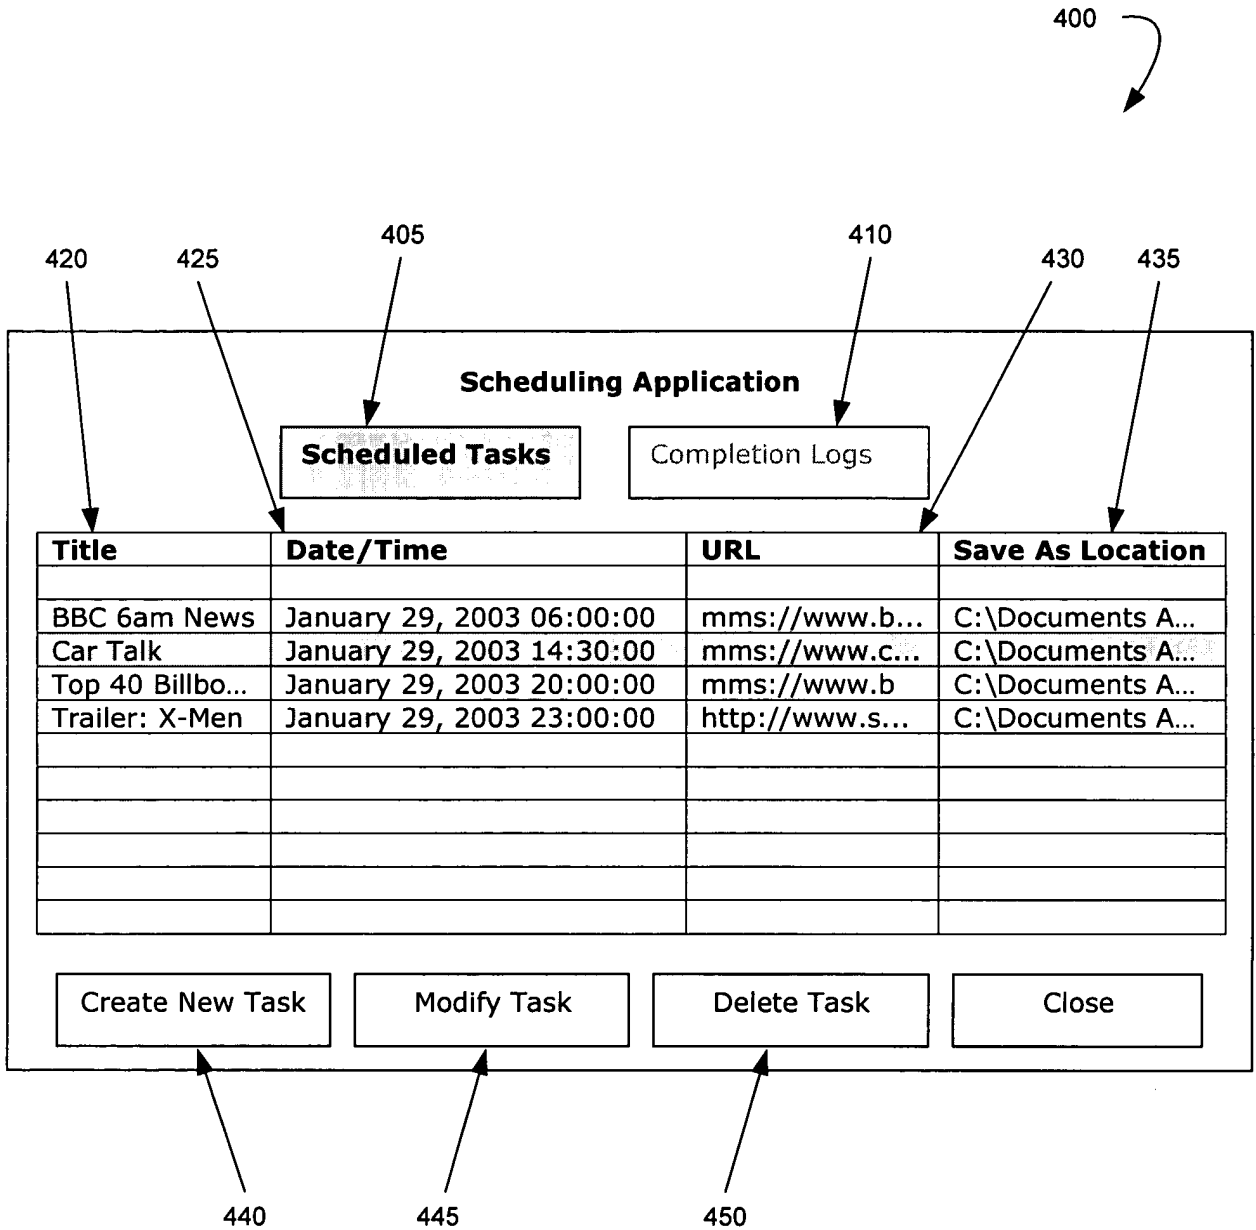 400
405
410
420 425 430 435
Scheduling Application
Scheduled Tasks Completion Logs
Title Date/Time URL Save As Location
BBC 6am News January 29, 2003 06:00:00 mms://www.b... C:\Documents A...
Car Talk January 29, 2003 14:30:00 mms://www.c... C:\Documents A...
Top 40 Billbo... January 29, 2003 20:00:00 mms://www.b C:\Documents A...
Trailer: X-Men January 29, 2003 23:00:00 http://www.s... C:\Documents A...
Create New Task Modify Task Delete Task Close
440 445 450